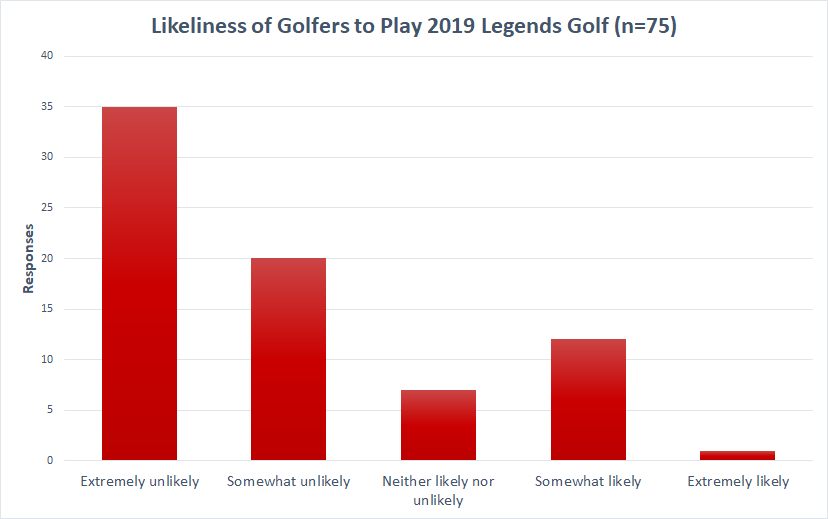 Likeliness of Golfers to Play 2019 Legends Golf (n=75)
40
35
30
25
20
15
10
5
0
Responses
Extremely unlikely
Somewhat unlikely
Neither likely nor
unlikely
Somewhat likely
Extremely likely